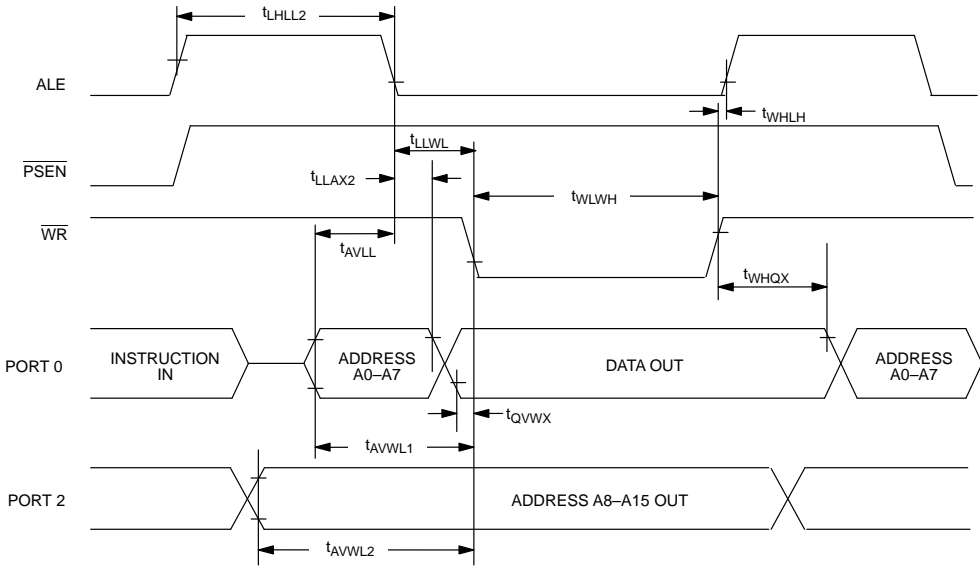 tLHLL2
ALE
tWHLH
tLLWL
PSEN
tLLAX2
tWLWH
WR
tAVLL
tWHQX
PORT 0
INSTRUCTION
IN
ADDRESS
A0–A7
DATA OUT
ADDRESS
A0–A7
tQVWX
tAVWL1
PORT 2
ADDRESS A8–A15 OUT
tAVWL2